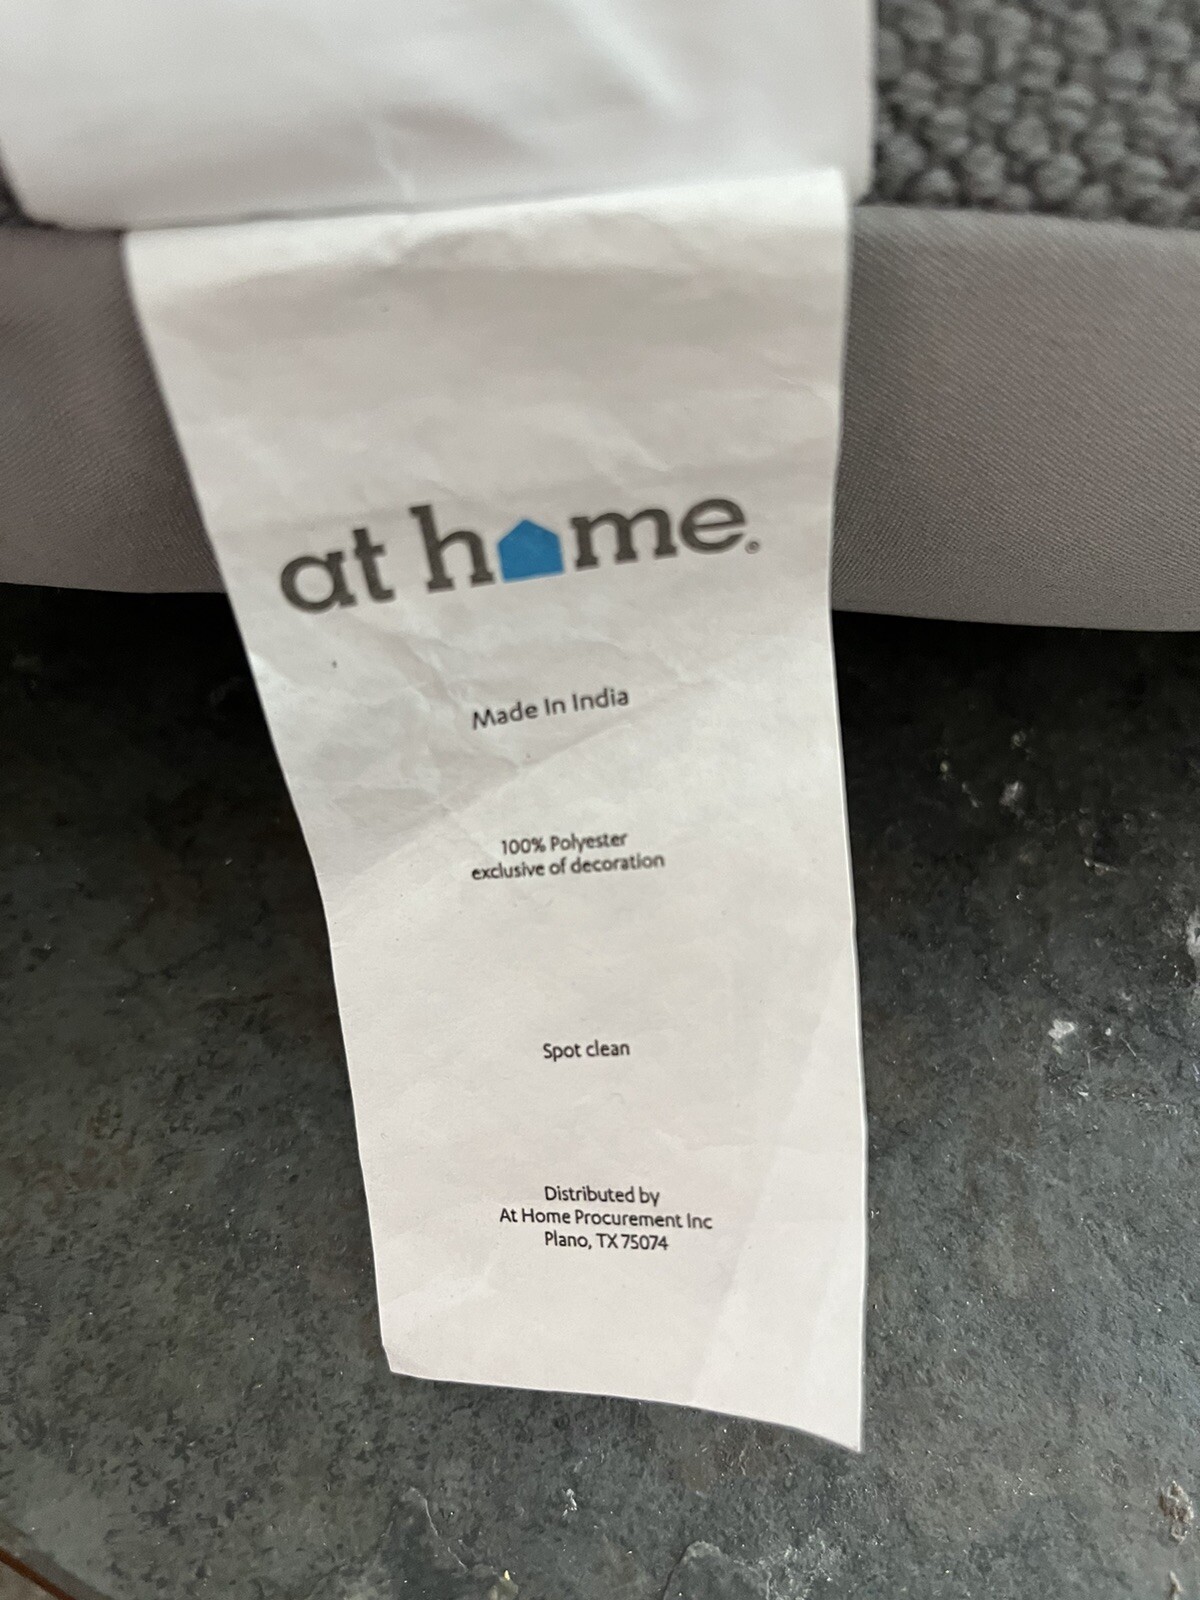 at home.®
Made In India
100% Polyester
exclusive of decoration
Spot clean
Distributed by
At Home Procurement Inc
Plano, TX 75074